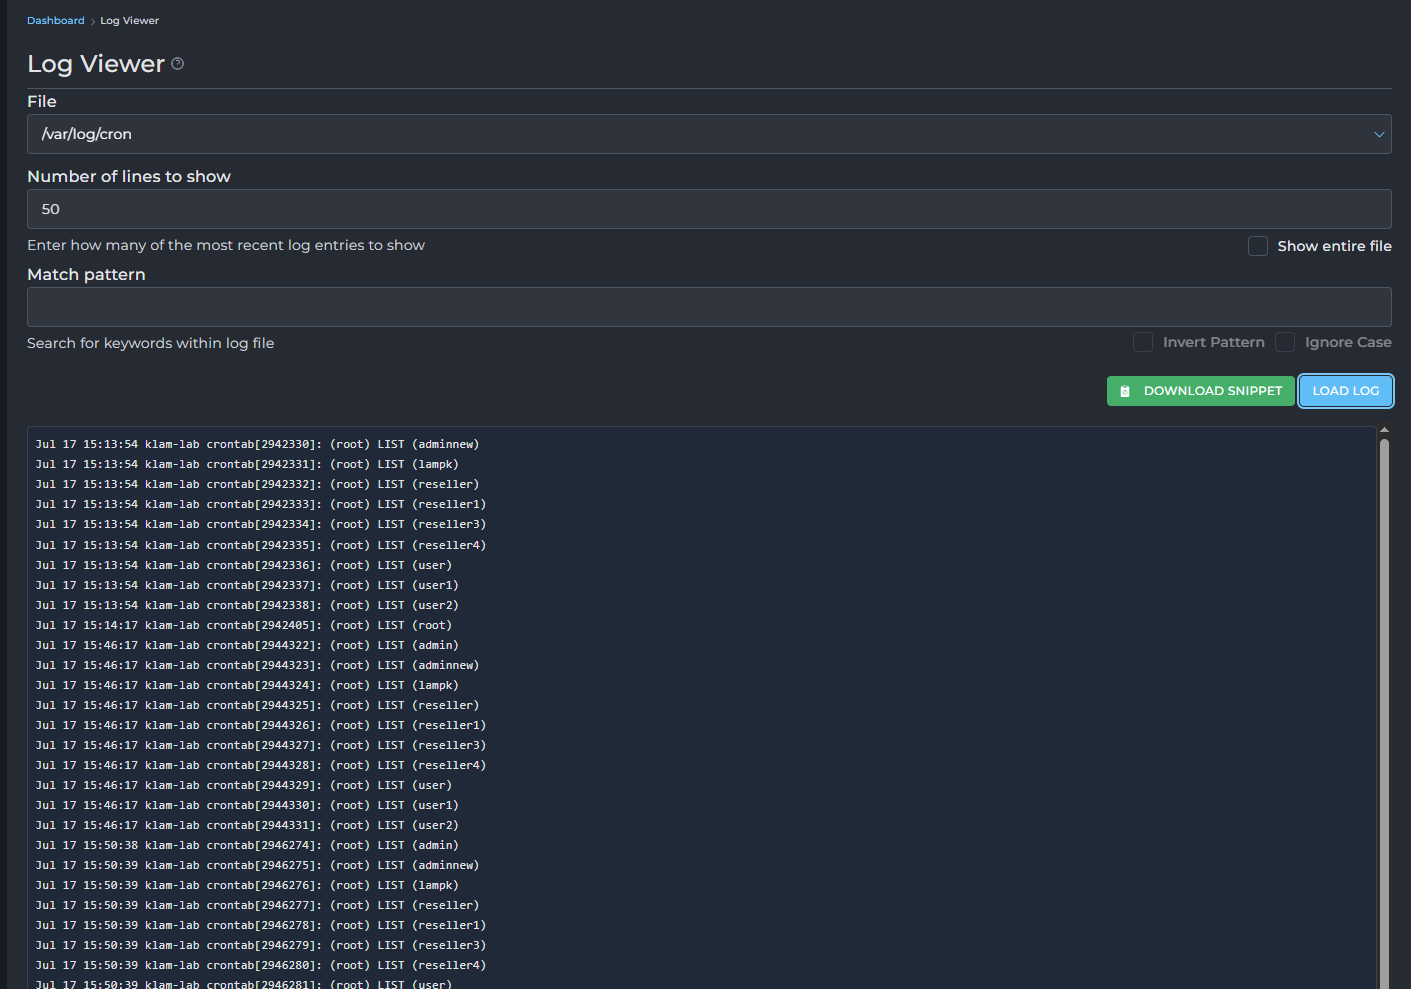 Dashboard > Log Viewer
Log Viewer
File
/var/log/cron
Number of lines to show
50
Enter how many of the most recent log entries to show
Show entire file
Match pattern
Search for keywords within log file
Invert Pattern
Ignore Case
DOWNLOAD SNIPPET
LOAD LOG
Jul 17 15:13:54 klam-lab crontab[2942330]: (root) LIST (adminnew)
Jul 17 15:13:54 klam-lab crontab[2942331]: (root) LIST (lampk)
Jul 17 15:13:54 klam-lab crontab[2942332]: (root) LIST (reseller)
Jul 17 15:13:54 klam-lab crontab[2942333]: (root) LIST (reseller1)
Jul 17 15:13:54 klam-lab crontab[2942334]: (root) LIST (reseller3)
Jul 17 15:13:54 klam-lab crontab[2942335]: (root) LIST (reseller4)
Jul 17 15:13:54 klam-lab crontab[2942336]: (root) LIST (user)
Jul 17 15:13:54 klam-lab crontab[2942337]: (root) LIST (user1)
Jul 17 15:13:54 klam-lab crontab[2942338]: (root) LIST (user2)
Jul 17 15:14:17 klam-lab crontab[2942405]: (root) LIST (root)
Jul 17 15:46:17 klam-lab crontab[2944322]: (root) LIST (admin)
Jul 17 15:46:17 klam-lab crontab[2944323]: (root) LIST (adminnew)
Jul 17 15:46:17 klam-lab crontab[2944324]: (root) LIST (lampk)
Jul 17 15:46:17 klam-lab crontab[2944325]: (root) LIST (reseller)
Jul 17 15:46:17 klam-lab crontab[2944326]: (root) LIST (reseller1)
Jul 17 15:46:17 klam-lab crontab[2944327]: (root) LIST (reseller3)
Jul 17 15:46:17 klam-lab crontab[2944328]: (root) LIST (reseller4)
Jul 17 15:46:17 klam-lab crontab[2944329]: (root) LIST (user)
Jul 17 15:46:17 klam-lab crontab[2944330]: (root) LIST (user1)
Jul 17 15:46:17 klam-lab crontab[2944331]: (root) LIST (user2)
Jul 17 15:50:38 klam-lab crontab[2946274]: (root) LIST (admin)
Jul 17 15:50:39 klam-lab crontab[2946275]: (root) LIST (adminnew)
Jul 17 15:50:39 klam-lab crontab[2946276]: (root) LIST (lampk)
Jul 17 15:50:39 klam-lab crontab[2946277]: (root) LIST (reseller)
Jul 17 15:50:39 klam-lab crontab[2946278]: (root) LIST (reseller1)
Jul 17 15:50:39 klam-lab crontab[2946279]: (root) LIST (reseller3)
Jul 17 15:50:39 klam-lab crontab[2946280]: (root) LIST (reseller4)
Jul 17 15:50:39 klam-lab crontab[2946281]: (root) LIST (user)